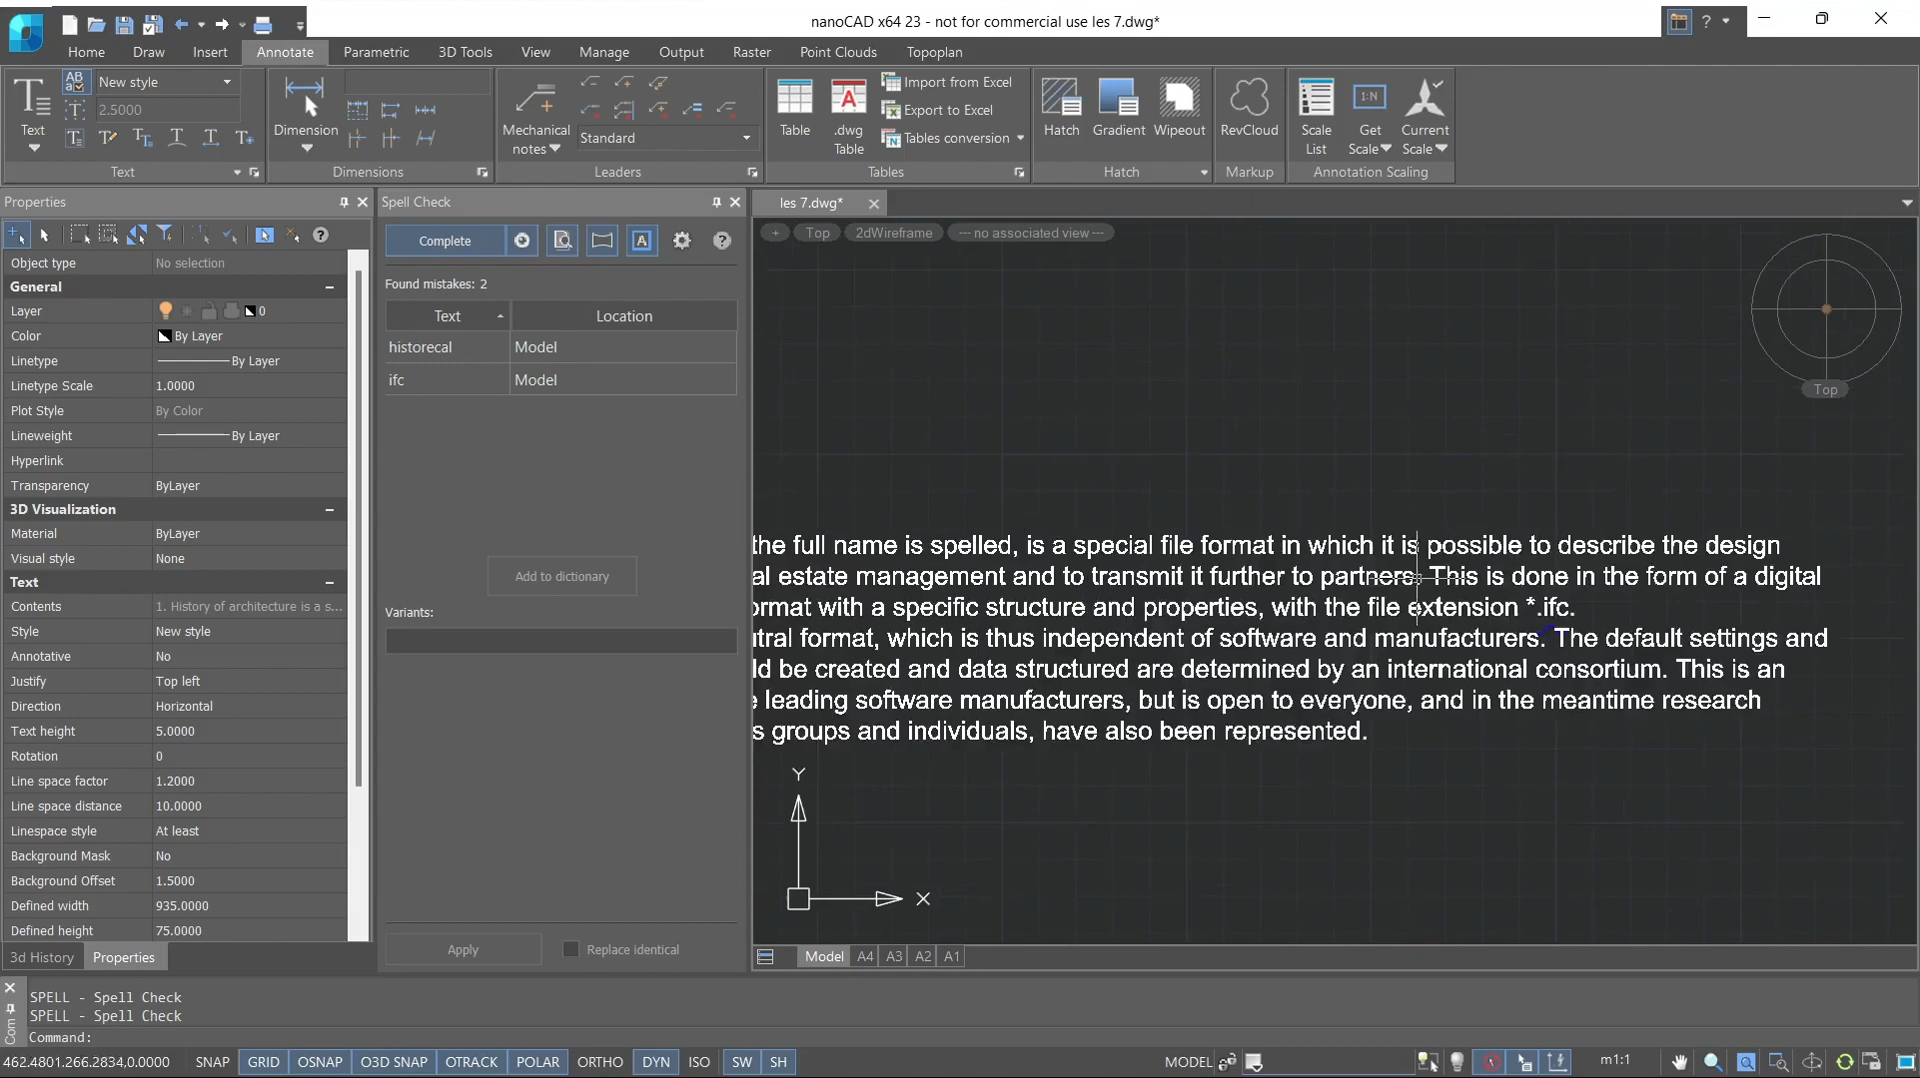 nanoCAD x64 23 - not for commercial use les 7.dwg*
?
Home Draw Insert Annotate Parametric 3D Tools View Manage Output Raster Point Clouds Topoplan
New style
2.5000
Text
Dimension
Mechanical notes
Standard
Table
.dwg Table
Import from Excel
Export to Excel
Tables conversion
Hatch
Gradient
Wipeout
RevCloud
Scale List
1:N
Get Scale
Current Scale
Text Dimensions Leaders Tables Hatch Markup Annotation Scaling
Properties
Object type No selection
General
Layer 0
Color By Layer
Linetype By Layer
Linetype Scale 1.0000
Plot Style By Color
Lineweight By Layer
Hyperlink
Transparency ByLayer
3D Visualization
Material ByLayer
Visual style None
Text
Contents 1. History of architecture is a s...
Style New style
Annotative No
Justify Top left
Direction Horizontal
Text height 5.0000
Rotation 0
Line space factor 1.2000
Line space distance 10.0000
Linespace style At least
Background Mask No
Background Offset 1.5000
Defined width 935.0000
Defined height 75.0000
3d History Properties
Spell Check
Complete
Found mistakes: 2
Text Location
historecal Model
ifc Model
Add to dictionary
Variants:
Apply Replace identical
les 7.dwg*
+ Top 2dWireframe --- no associated view ---
Top
the full name is spelled, is a special file format in which it is possible to describe the design
al estate management and to transmit it further to partners. This is done in the form of a digital
ormat with a specific structure and properties, with the file extension *.ifc.
tral format, which is thus independent of software and manufacturers. The default settings and
ld be created and data structured are determined by an international consortium. This is an
leading software manufacturers, but is open to everyone, and in the meantime research
s groups and individuals, have also been represented.
Y
X
Model A4 A3 A2 A1
Com
SPELL - Spell Check
SPELL - Spell Check
Command:
462.4801,266.2834,0.0000 SNAP GRID OSNAP O3D SNAP OTRACK POLAR ORTHO DYN ISO SW SH MODEL m1:1